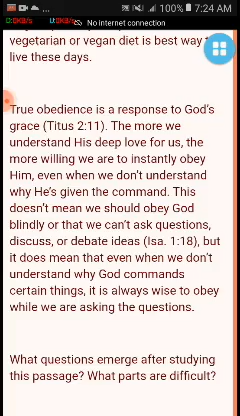 100% 7:24 AM
D:0KB/s U:0KB/s No internet connection
vegetarian or vegan diet is best way
live these days.
True obedience is a response to God's
grace (Titus 2:11). The more we
understand His deep love for us, the
more willing we are to instantly obey
Him, even when we don't understand
why He's given the command. This
doesn't mean we should obey God
blindly or that we can't ask questions,
discuss, or debate ideas (Isa. 1:18), but
it does mean that even when we don't
understand why God commands
certain things, it is always wise to obey
while we are asking the questions.
What questions emerge after studying
this passage? What parts are difficult?